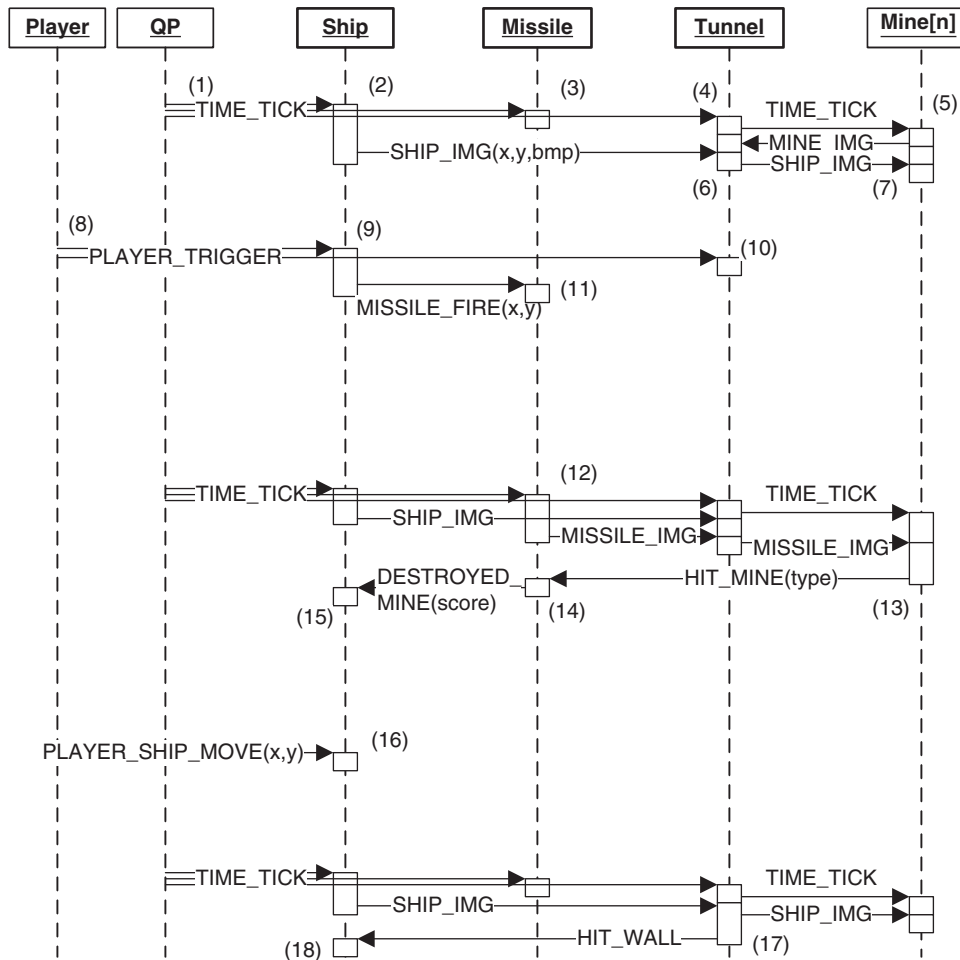 Player QP Ship Missile Tunnel Mine[n]
(1) (2) (3) (4) (5)
TIME_TICK TIME_TICK
MINE_IMG
SHIP_IMG(x,y,bmp) SHIP_IMG
(6) (7)
(8) (9) (10)
PLAYER_TRIGGER
(11)
MISSILE_FIRE(x,y)
(12)
TIME_TICK TIME_TICK
SHIP_IMG
MISSILE_IMG MISSILE_IMG
DESTROYED_ HIT_MINE(type)
MINE(score)
(15) (14) (13)
PLAYER_SHIP_MOVE(x,y) (16)
TIME_TICK TIME_TICK
SHIP_IMG SHIP_IMG
HIT_WALL
(18) (17)